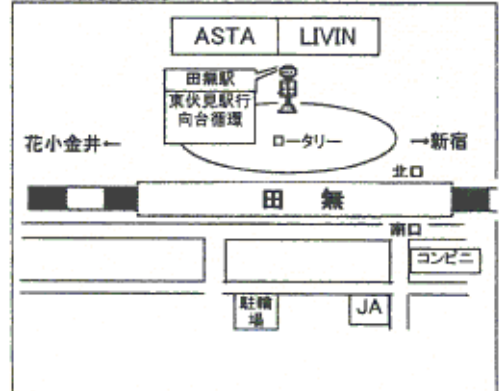 ASTA LIVIN
田無駅
東伏見駅行
向台循環
花小金井← ロータリー →新宿
北口
田 無
南口
コンビニ
駐輪
場
JA